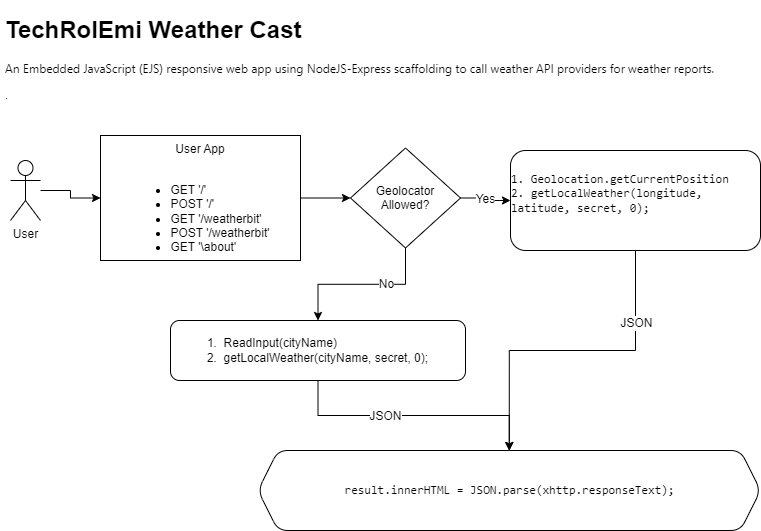 TechRolEmi Weather Cast
An Embedded JavaScript (EJS) responsive web app using NodeJS-Express scaffolding to call weather API providers for weather reports.
.
User App
• GET '/'
• POST '/'
• GET '/weatherbit'
• POST '/weatherbit'
• GET '\about'
User
Geolocator
Allowed?
Yes
1. Geolocation.getCurrentPosition
2. getLocalWeather(longitude,
latitude, secret, 0);
No
1. ReadInput(cityName)
2. getLocalWeather(cityName, secret, 0);
JSON
JSON
result.innerHTML = JSON.parse(xhttp.responseText);